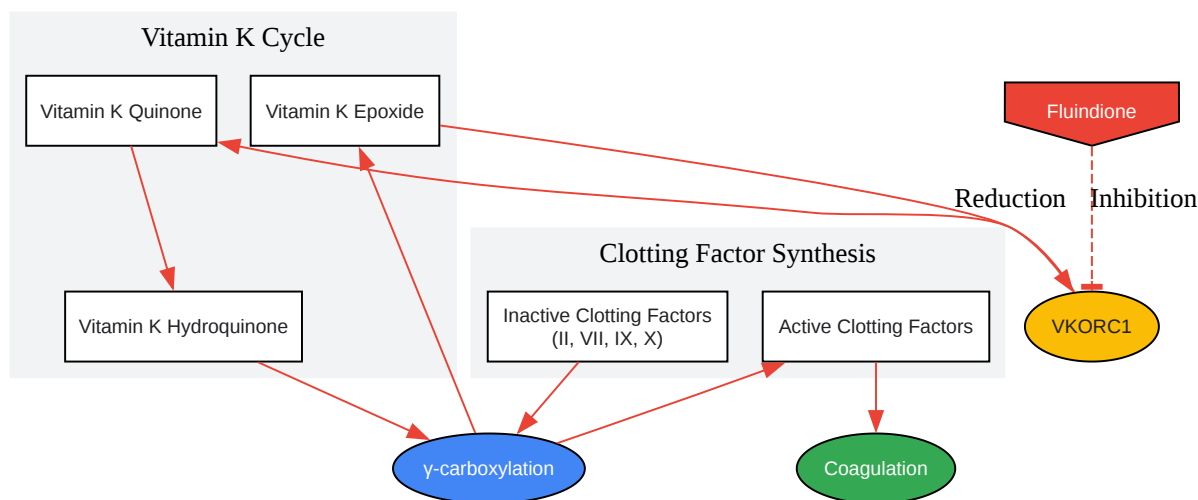 Vitamin K Cycle
Vitamin K Quinone
Vitamin K Epoxide
Fluindione
Reduction
Inhibition
Clotting Factor Synthesis
Vitamin K Hydroquinone
Inactive Clotting Factors
(II, VII, IX, X)
Active Clotting Factors
VKORC1
γ-carboxylation
Coagulation